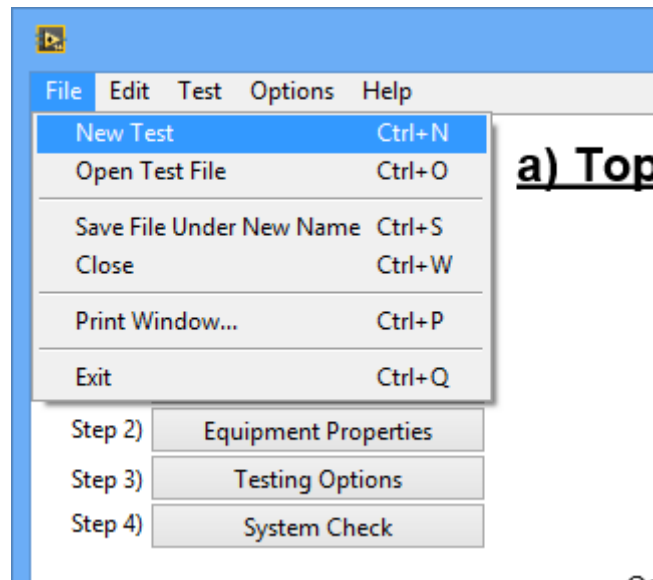 File Edit Test Options Help
New Test Ctrl+N
Open Test File Ctrl+O
a) Top
Save File Under New Name Ctrl+S
Close Ctrl+W
Print Window... Ctrl+P
Exit Ctrl+Q
Step 2) Equipment Properties
Step 3) Testing Options
Step 4) System Check